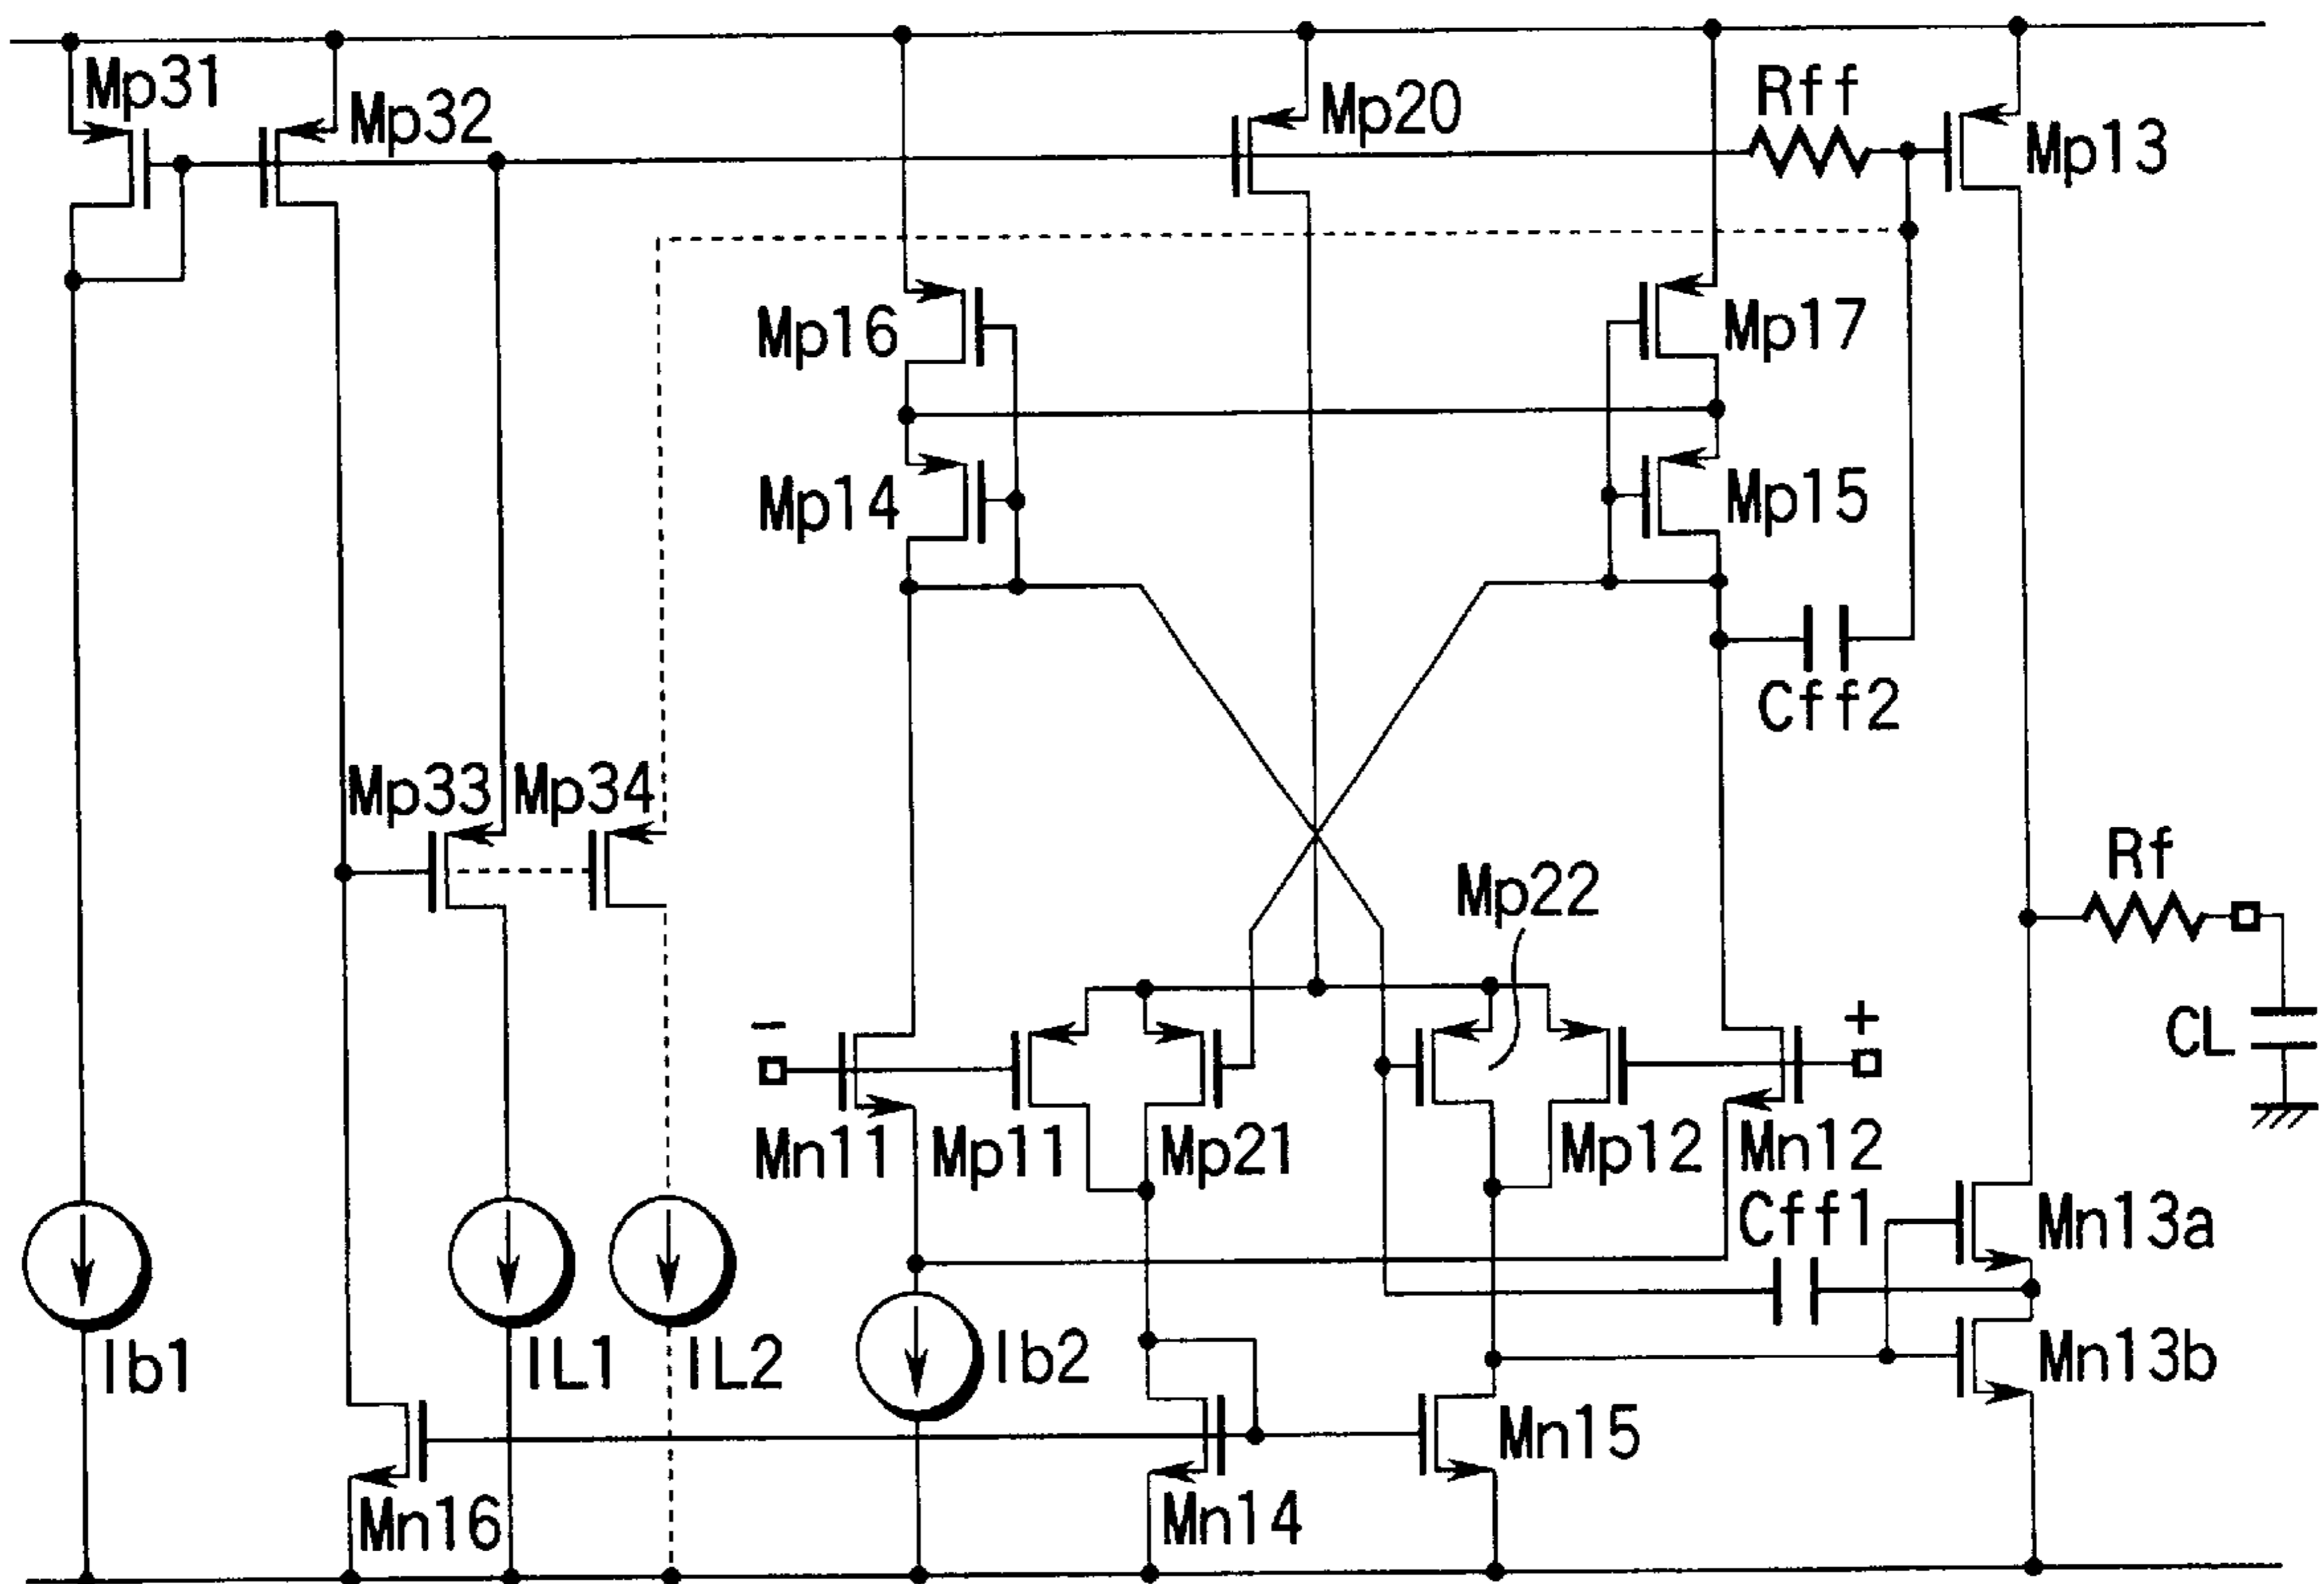 Mp31
Mp32
Mp20
Rff
Mp13
Mp16
Mp17
Mp14
Mp15
Cff2
Mp33
Mp34
Rf
Mp22
CL
−
+
Mn11
Mp11
Mp21
Mp12
Mn12
Cff1
Mn13a
Ib1
IL1
IL2
Ib2
Mn13b
Mn15
Mn16
Mn14